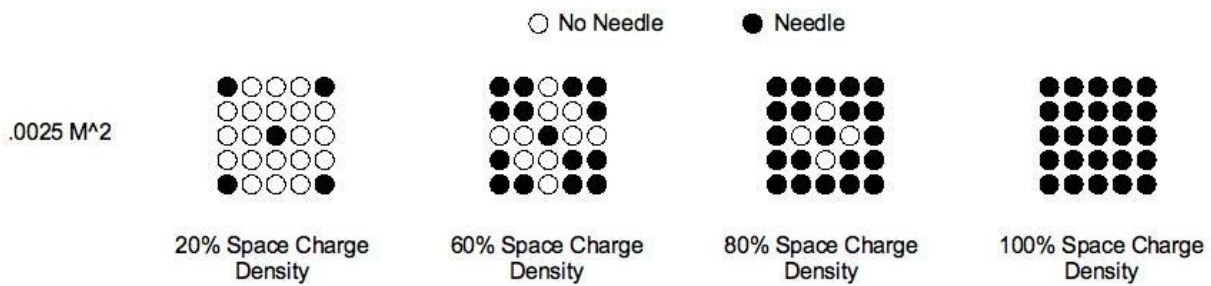 No Needle
Needle
.0025 M^2
20% Space Charge
Density
60% Space Charge
Density
80% Space Charge
Density
100% Space Charge
Density